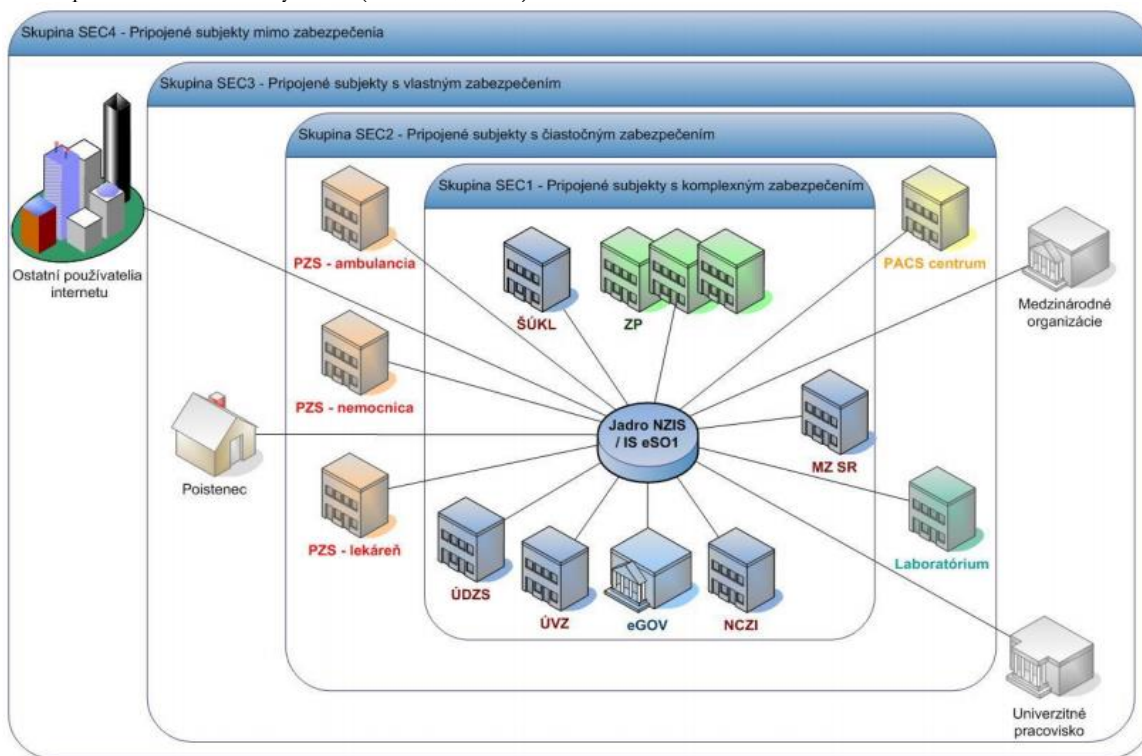 Skupina SEC4 - Pripojené subjekty mimo zabezpečenia
Skupina SEC3 - Pripojené subjekty s vlastným zabezpečením
Skupina SEC2 - Pripojené subjekty s čiastočným zabezpečením
Skupina SEC1 - Pripojené subjekty s komplexným zabezpečením
Ostatní používatelia
internetu
PZS - ambulancia
ŠÚKL
ZP
PACS centrum
Medzinárodné
organizácie
PZS - nemocnica
Jadro NZIS
/ IS eSO1
MZ SR
Poistenec
PZS - lekáreň
Laboratórium
ÚDZS
ÚVZ
eGOV
NCZI
Univerzitné
pracovisko